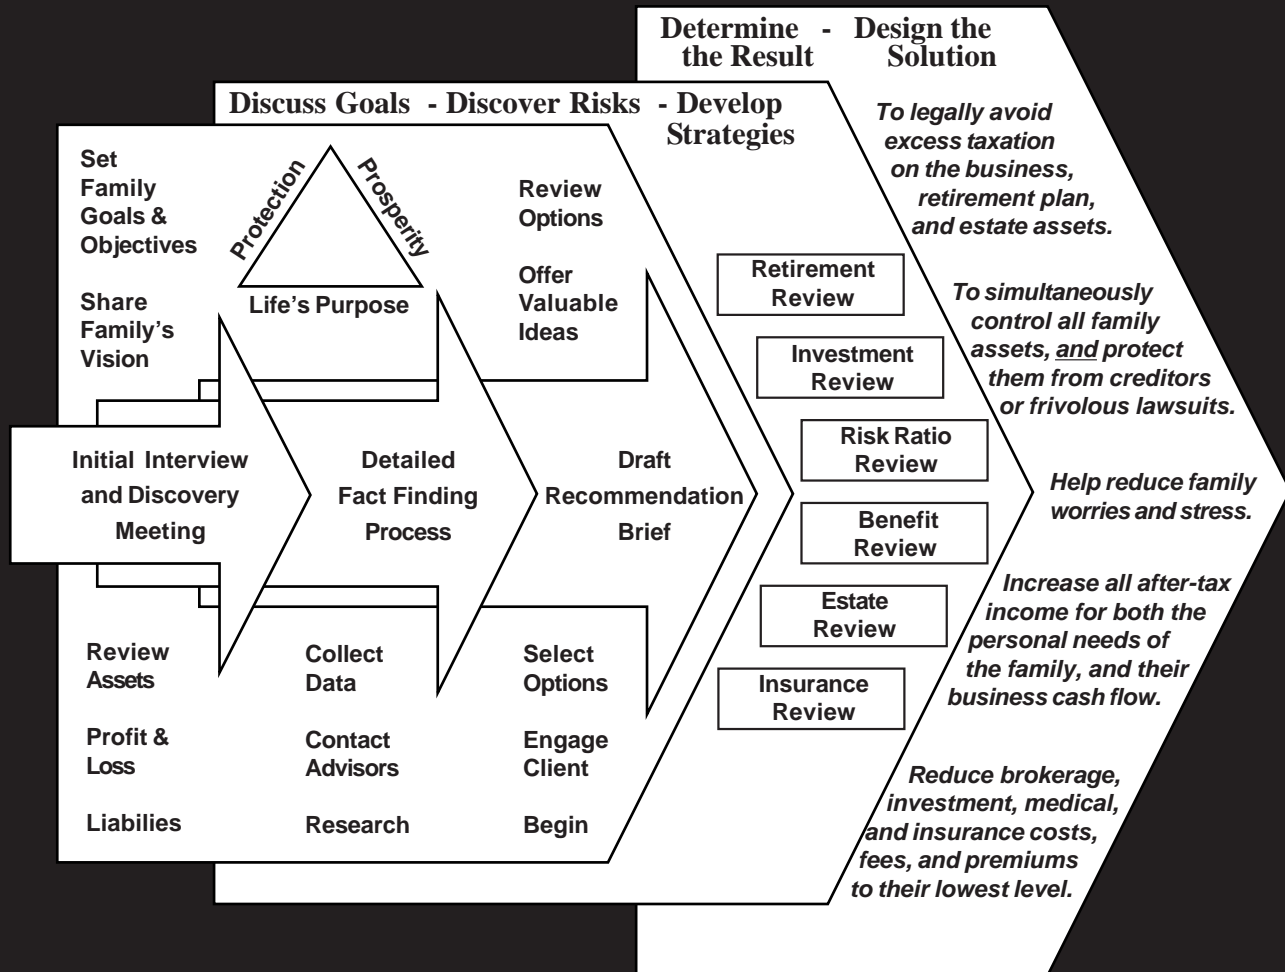 Determine - Design the
the Result Solution
Discuss Goals - Discover Risks - Develop
Strategies
Set
Family
Goals &
Objectives
Share
Family's
Vision
Protection
Prosperity
Life's Purpose
Review
Options
Offer
Valuable
Ideas
Initial Interview
and Discovery
Meeting
Detailed
Fact Finding
Process
Draft
Recommendation
Brief
Review
Assets
Profit &
Loss
Liabilies
Collect
Data
Contact
Advisors
Research
Select
Options
Engage
Client
Begin
Retirement
Review
Investment
Review
Risk Ratio
Review
Benefit
Review
Estate
Review
Insurance
Review
To legally avoid
excess taxation
on the business,
retirement plan,
and estate assets.
To simultaneously
control all family
assets, and protect
them from creditors
or frivolous lawsuits.
Help reduce family
worries and stress.
Increase all after-tax
income for both the
personal needs of
the family, and their
business cash flow.
Reduce brokerage,
investment, medical,
and insurance costs,
fees, and premiums
to their lowest level.